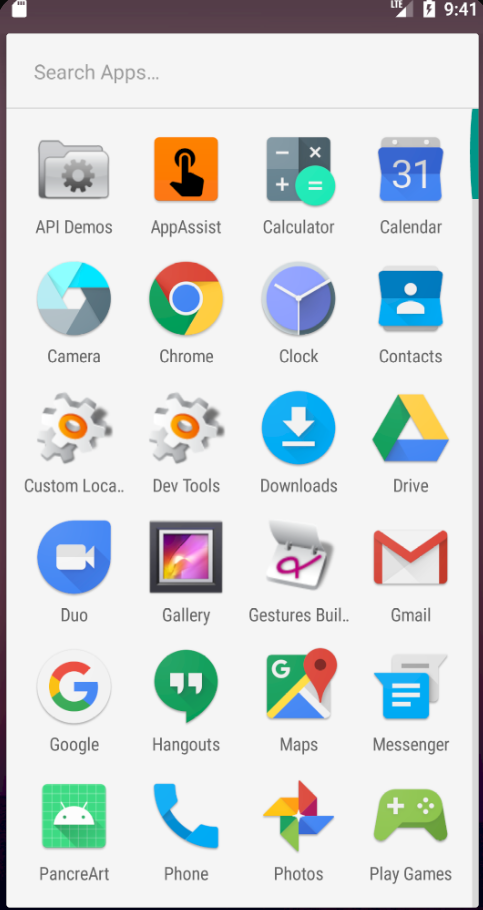 LTE 9:41
Search Apps...
31
API Demos AppAssist Calculator Calendar
Camera Chrome Clock Contacts
Custom Loca.. Dev Tools Downloads Drive
Duo Gallery Gestures Buil.. Gmail
G G
Google Hangouts Maps Messenger
PancreArt Phone Photos Play Games